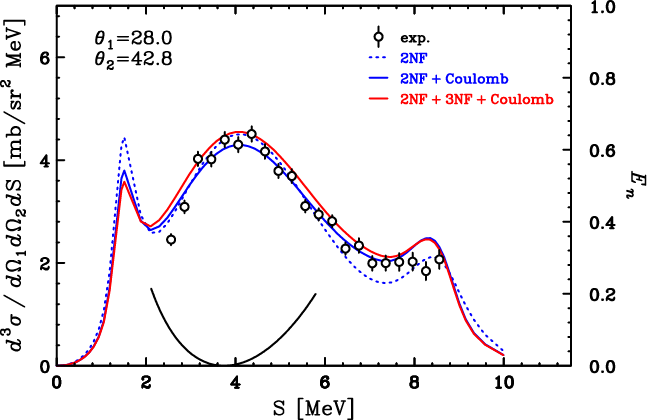 θ1=28.0
θ2=42.8
exp.
2NF
2NF + Coulomb
2NF + 3NF + Coulomb
d³σ / dΩ1dΩ2dS [mb/sr² MeV]
6
4
2
0
1.0
0.8
0.6
0.4
0.2
0.0
En
0 2 4 6 8 10
S [MeV]